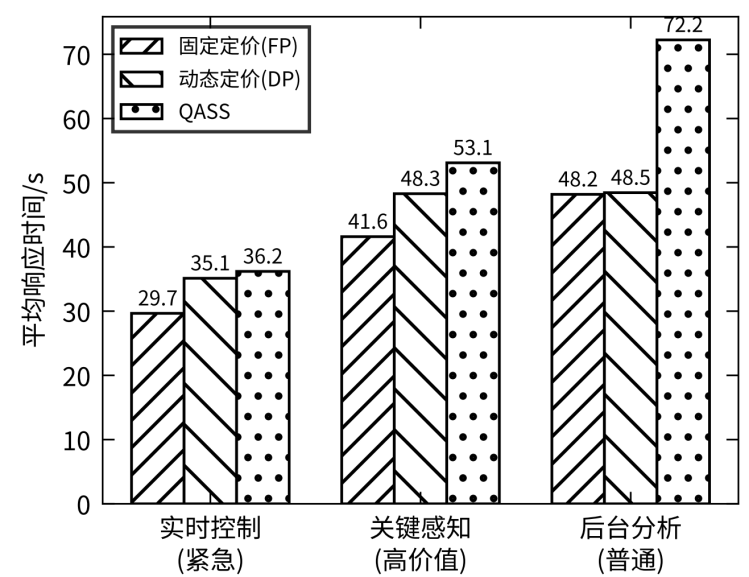 固定定价(FP)
动态定价(DP)
QASS
平均响应时间/s
70
60
50
40
30
20
10
0
29.7
35.1
36.2
41.6
48.3
53.1
48.2
48.5
72.2
实时控制
(紧急)
关键感知
(高价值)
后台分析
(普通)